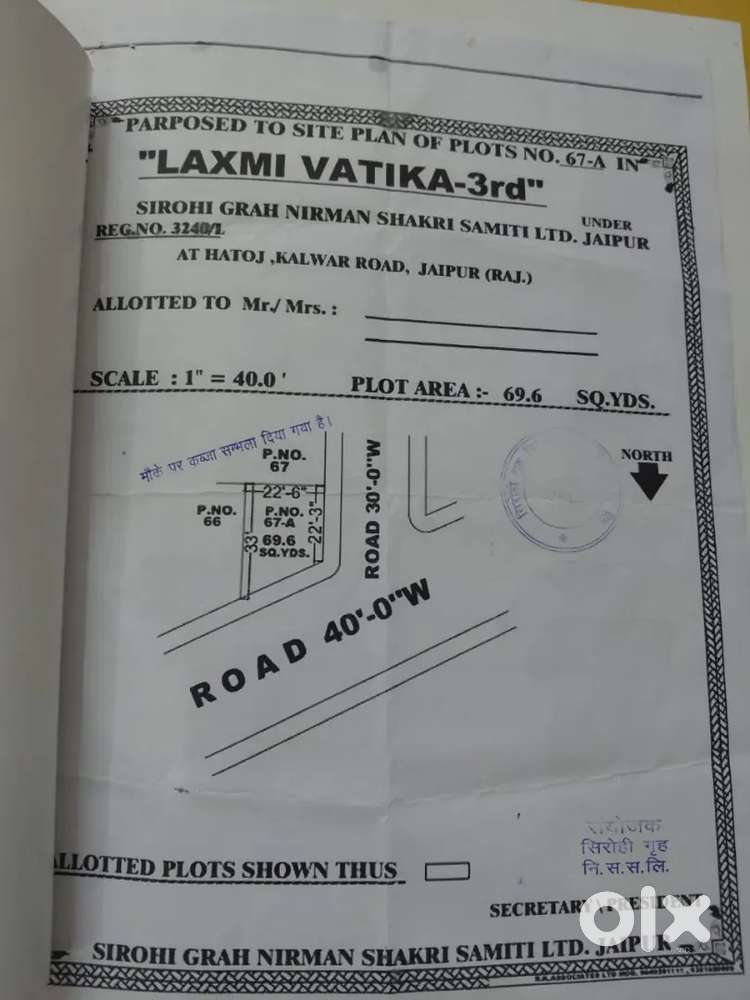 PARPOSED TO SITE PLAN OF PLOTS NO. 67-A IN
"LAXMI VATIKA-3rd"
UNDER
SIROHI GRAH NIRMAN SHAKRI SAMITI LTD. JAIPUR
REG.NO. 3240/L
AT HATOJ ,KALWAR ROAD, JAIPUR (RAJ.)
ALLOTTED TO Mr./ Mrs. :
SCALE : 1" = 40.0 '
PLOT AREA :- 69.6 SQ.YDS.
मौके पर कब्जा सम्भला दिया गया है।
P.NO.
67
NORTH
22'-6"
P.NO.
66
P.NO.
67-A
69.6
SQ.YDS.
33
22'-3"
ROAD 30'-0"W
ROAD 40'-0"W
संयोजक
सिरोही गृह
नि.स.स.लि.
ALLOTTED PLOTS SHOWN THUS
SECRETARY\PRESIDENT
olx
SIROHI GRAH NIRMAN SHAKRI SAMITI LTD. JAIPUR